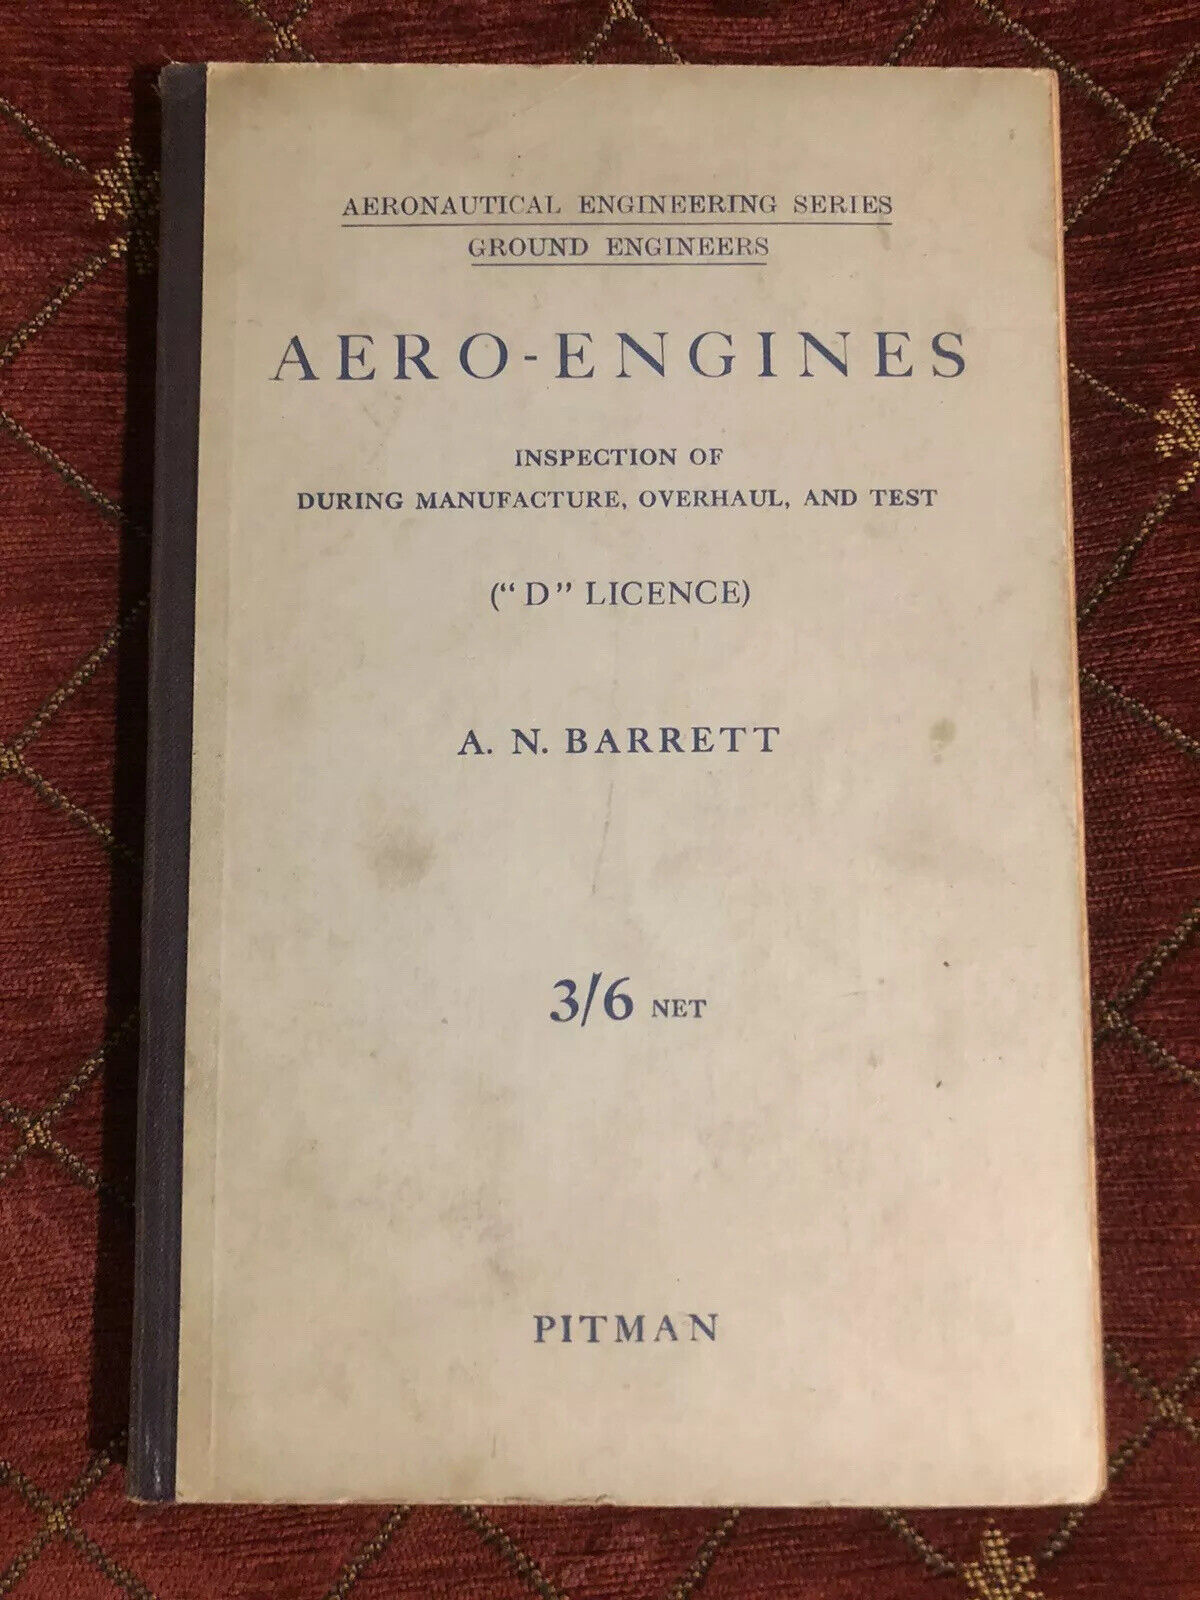 AERONAUTICAL ENGINEERING SERIES
GROUND ENGINEERS
AERO-ENGINES
INSPECTION OF
DURING MANUFACTURE, OVERHAUL, AND TEST
(“D” LICENCE)
A. N. BARRETT
3/6 NET
PITMAN